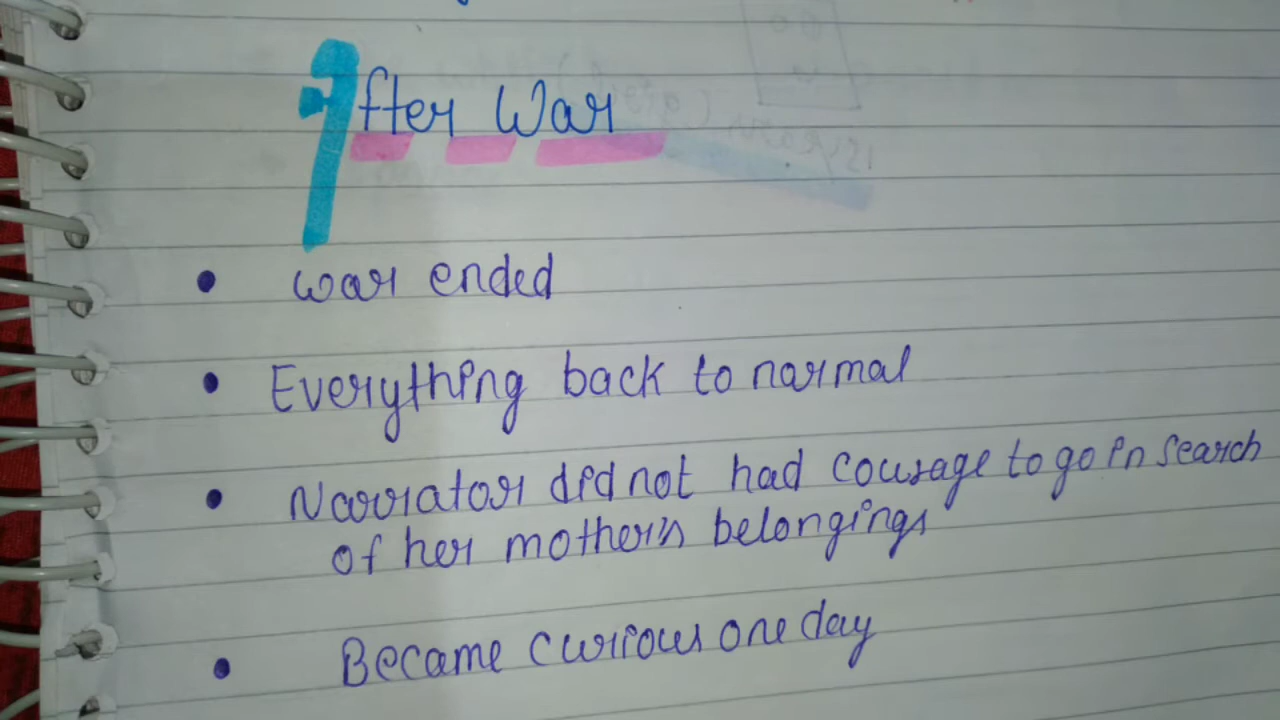 After War
• war ended
• Everything back to normal
• Narrator did not had courage to go in search
of her mother's belongings
• Became curious one day